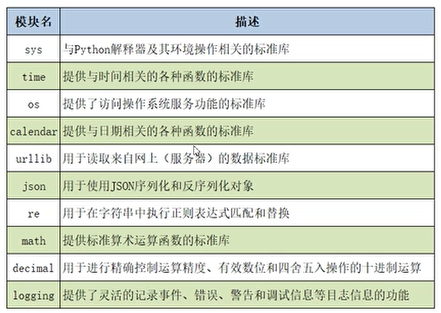 模块名 描述
sys 与Python解释器及其环境操作相关的标准库
time 提供与时间相关的各种函数的标准库
os 提供了访问操作系统服务功能的标准库
calendar 提供与日期相关的各种函数的标准库
urllib 用于读取来自网上（服务器）的数据标准库
json 用于使用JSON序列化和反序列化对象
re 用于在字符串中执行正则表达式匹配和替换
math 提供标准算术运算函数的标准库
decimal 用于进行精确控制运算精度、有效数位和四舍五入操作的十进制运算
logging 提供了灵活的记录事件、错误、警告和调试信息等日志信息的功能